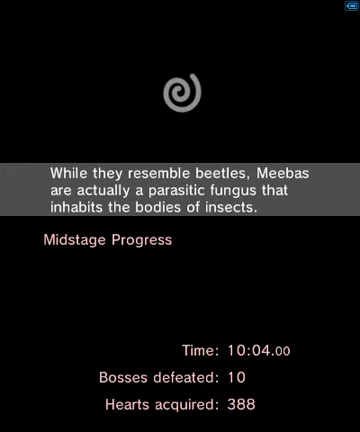 While they resemble beetles, Meebas
are actually a parasitic fungus that
inhabits the bodies of insects.
Midstage Progress
Time: 10:04.00
Bosses defeated: 10
Hearts acquired: 388